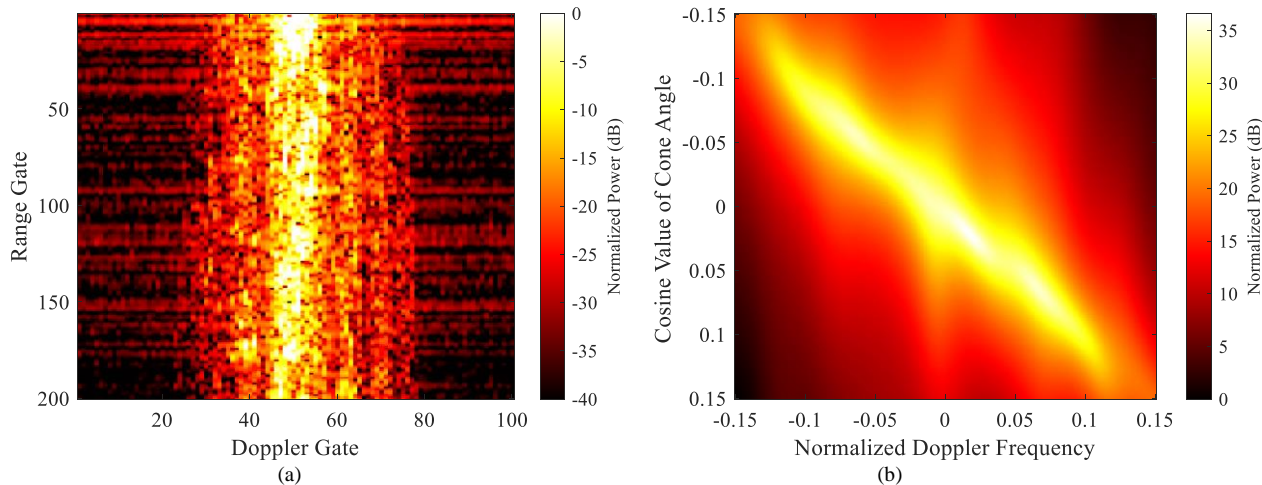 0
-5
-10
-15
-20
-25
-30
-35
-40
Normalized Power (dB)
50
100
150
200
Range Gate
20 40 60 80 100
Doppler Gate
(a)
-0.15
-0.1
-0.05
0
0.05
0.1
0.15
Cosine Value of Cone Angle
-0.15 -0.1 -0.05 0 0.05 0.1 0.15
Normalized Doppler Frequency
35
30
25
20
15
10
5
0
Normalized Power (dB)
(b)